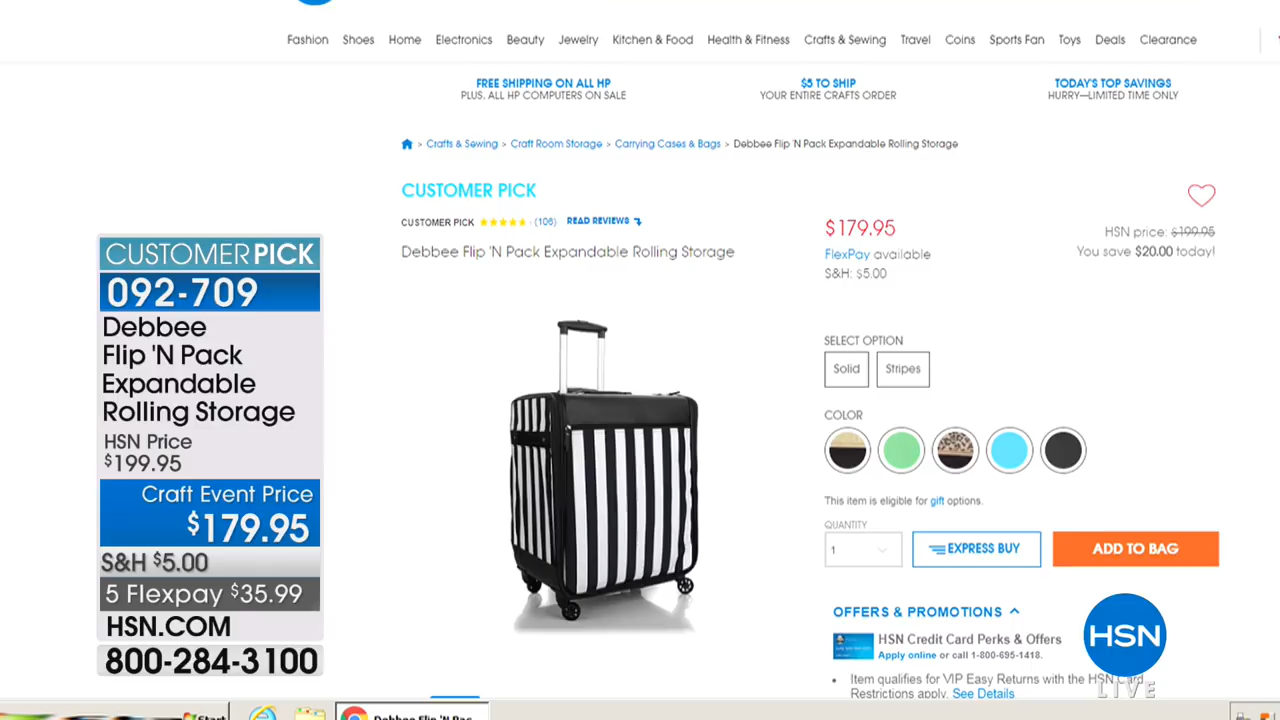 Fashion Shoes Home Electronics Beauty Jewelry Kitchen & Food Health & Fitness Crafts & Sewing Travel Coins Sports Fan Toys Deals Clearance
FREE SHIPPING ON ALL HP
PLUS, ALL HP COMPUTERS ON SALE
$5 TO SHIP
YOUR ENTIRE CRAFTS ORDER
TODAY'S TOP SAVINGS
HURRY—LIMITED TIME ONLY
> Crafts & Sewing > Craft Room Storage > Carrying Cases & Bags > Debbee Flip 'N Pack Expandable Rolling Storage
CUSTOMER PICK
CUSTOMER PICK (106) READ REVIEWS
Debbee Flip 'N Pack Expandable Rolling Storage
$179.95
FlexPay available
S&H: $5.00
HSN price: $199.95
You save $20.00 today!
SELECT OPTION
Solid Stripes
COLOR
This item is eligible for gift options.
QUANTITY
1
EXPRESS BUY
ADD TO BAG
OFFERS & PROMOTIONS
HSN Credit Card Perks & Offers
Apply online or call 1-800-695-1418.
• Item qualifies for VIP Easy Returns with the HSN Card
Restrictions apply. See Details
CUSTOMER PICK
092-709
Debbee
Flip 'N Pack
Expandable
Rolling Storage
HSN Price
$199.95
Craft Event Price
$179.95
S&H $5.00
5 Flexpay $35.99
HSN.COM
800-284-3100
HSN
LIVE
Start
Debbee Flip 'N Pac